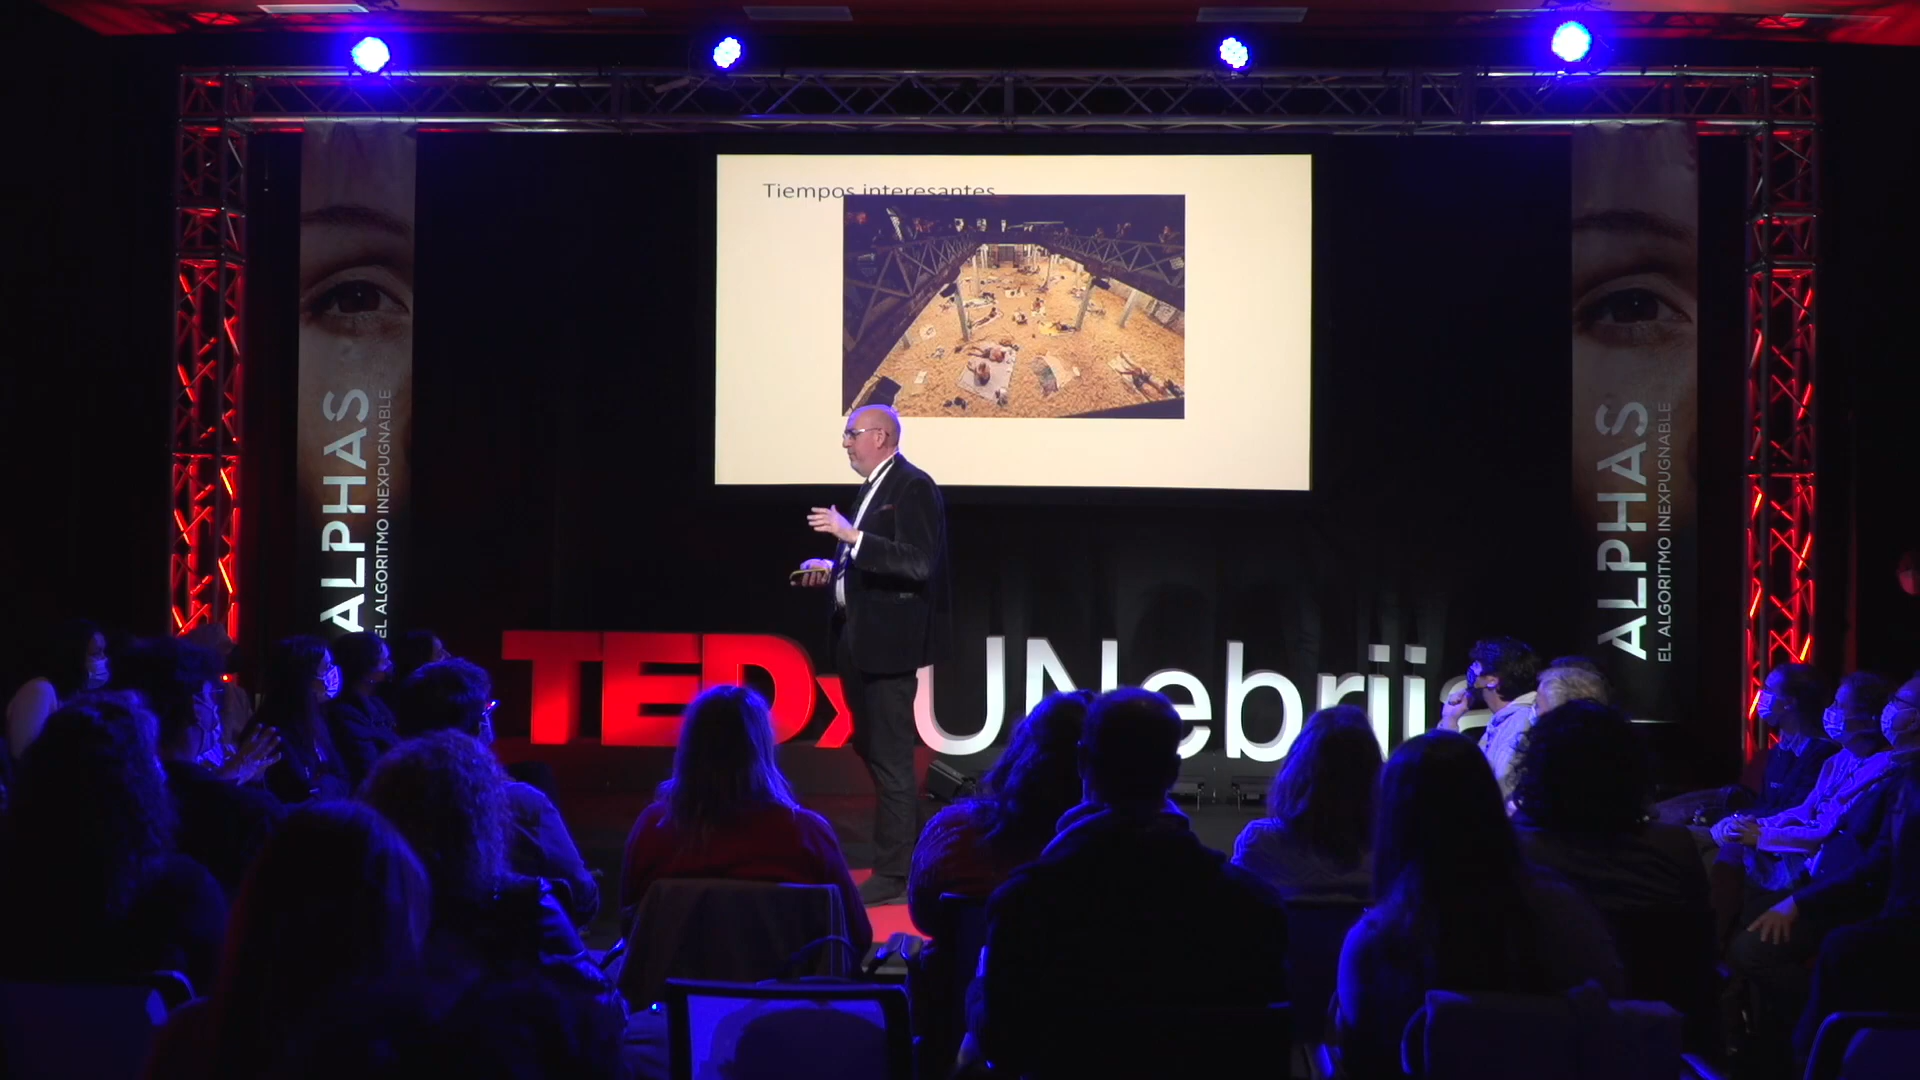 Tiempos interesantes
ALPHAS
EL ALGORITMO INEXPUGNABLE
ALPHAS
EL ALGORITMO INEXPUGNABLE
TEDxUNebrija